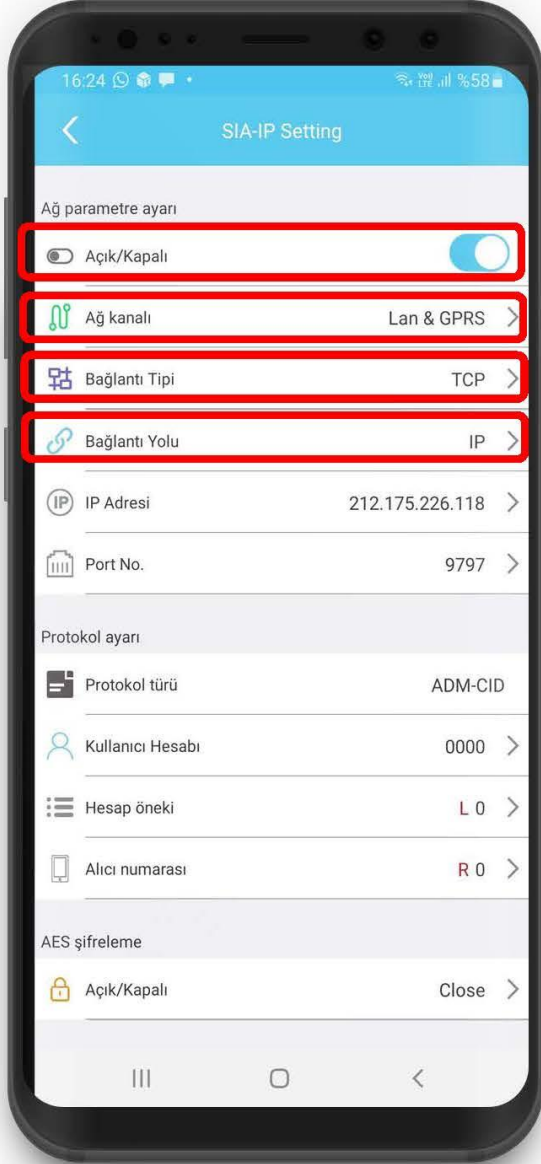 16:24 %58
SIA-IP Setting
Ağ parametre ayarı
Açık/Kapalı
Ağ kanalı Lan & GPRS
Bağlantı Tipi TCP
Bağlantı Yolu IP
IP IP Adresi 212.175.226.118
Port No. 9797
Protokol ayarı
Protokol türü ADM-CID
Kullanıcı Hesabı 0000
Hesap öneki L 0
Alıcı numarası R 0
AES şifreleme
Açık/Kapalı Close